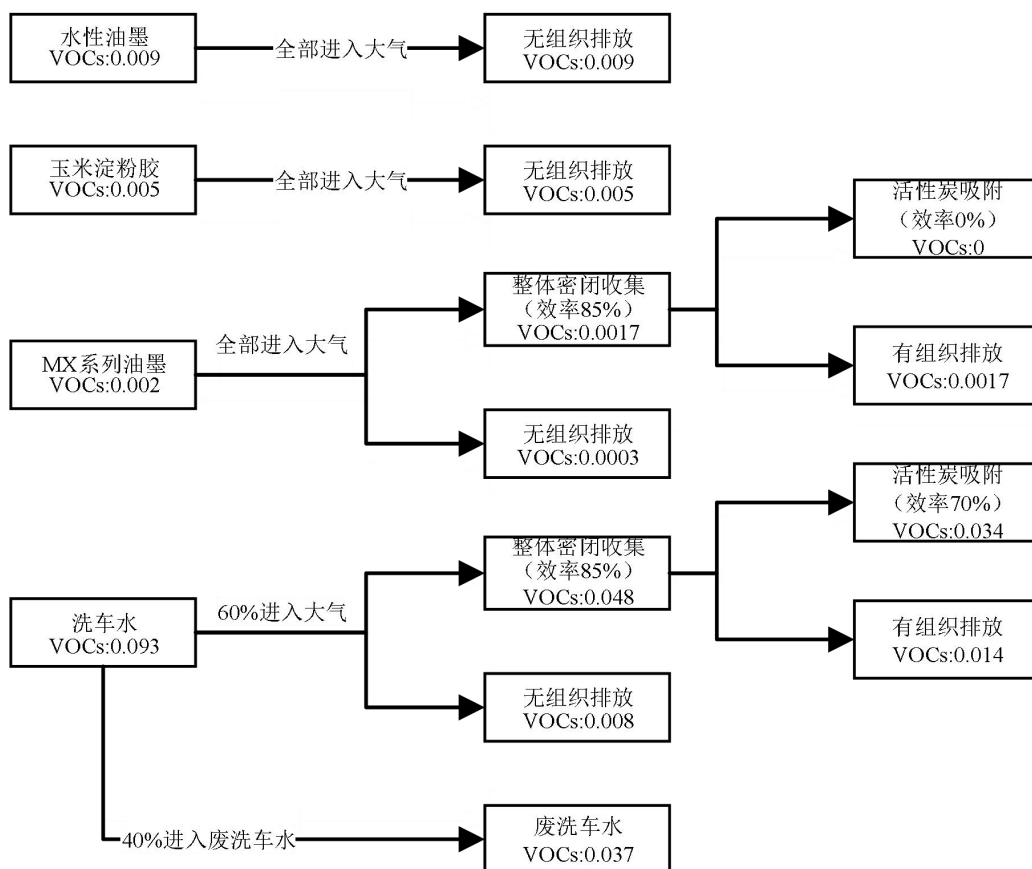 水性油墨
VOCs:0.009
全部进入大气
无组织排放
VOCs:0.009
玉米淀粉胶
VOCs:0.005
全部进入大气
无组织排放
VOCs:0.005
MX系列油墨
VOCs:0.002
全部进入大气
整体密闭收集
（效率85%）
VOCs:0.0017
活性炭吸附
（效率0%）
VOCs:0
有组织排放
VOCs:0.0017
无组织排放
VOCs:0.0003
洗车水
VOCs:0.093
60%进入大气
整体密闭收集
（效率85%）
VOCs:0.048
活性炭吸附
（效率70%）
VOCs:0.034
有组织排放
VOCs:0.014
无组织排放
VOCs:0.008
40%进入废洗车水
废洗车水
VOCs:0.037